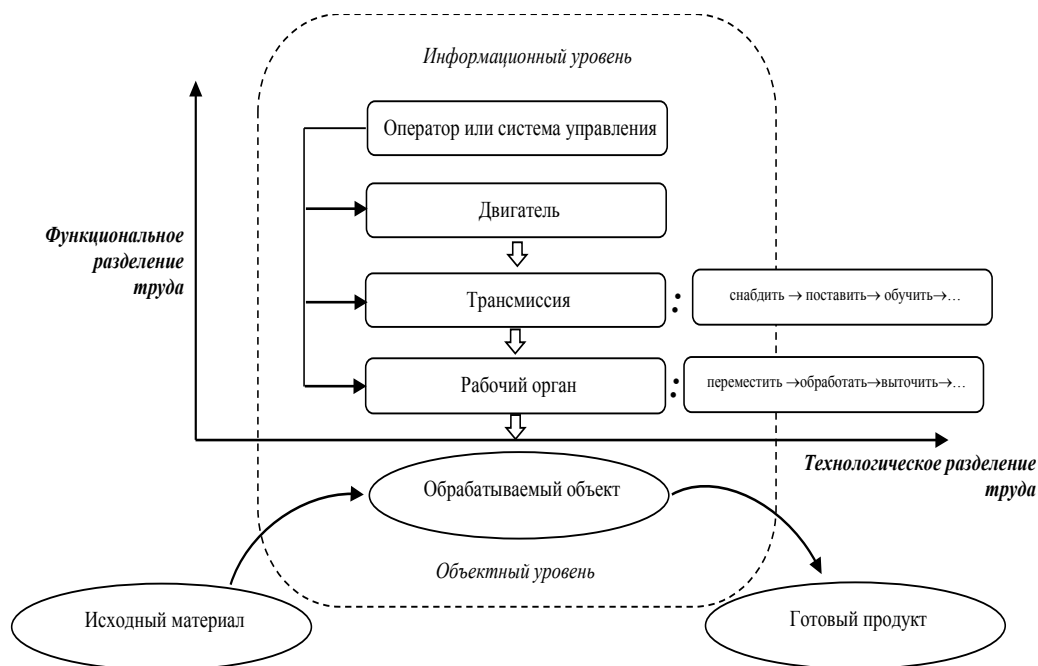 Информационный уровень
Оператор или система управления
Двигатель
Функциональное
разделение
труда
Трансмиссия
:
снабдить → поставить→ обучить→…
Рабочий орган
:
переместить →обработать→выточить→…
Технологическое разделение
труда
Обрабатываемый объект
Объектный уровень
Исходный материал
Готовый продукт